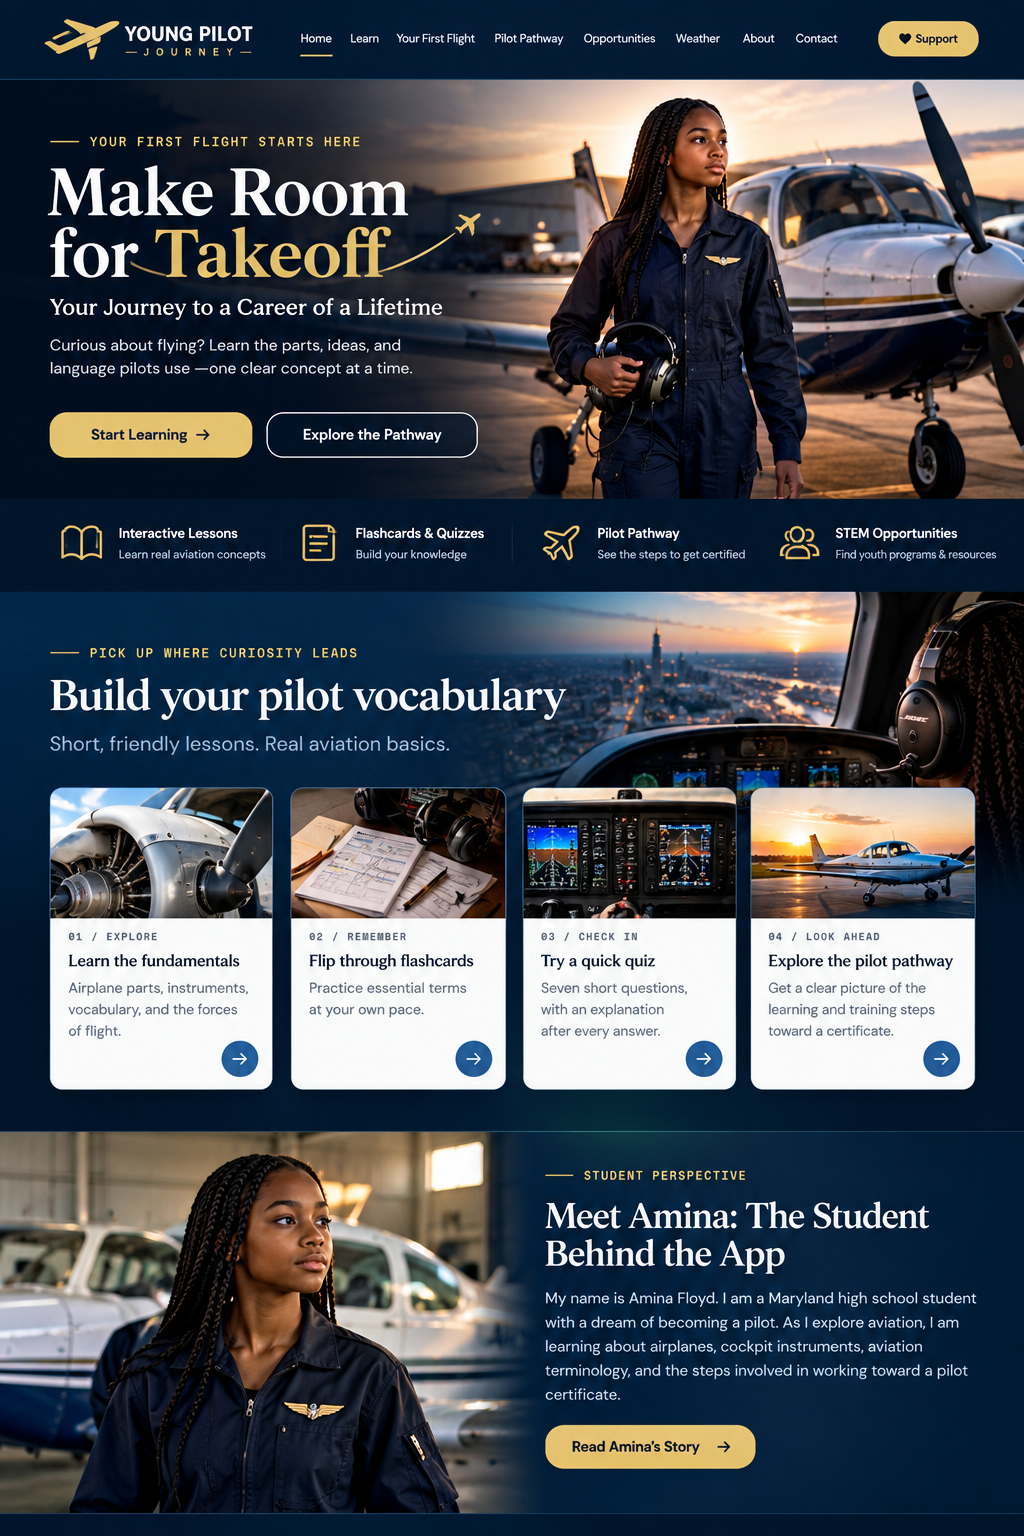 YOUNG PILOT
JOURNEY
Home
Learn
Your First Flight
Pilot Pathway
Opportunities
Weather
About
Contact
Support
YOUR FIRST FLIGHT STARTS HERE
Make Room
for Takeoff
Your Journey to a Career of a Lifetime
Curious about flying? Learn the parts, ideas, and
language pilots use —one clear concept at a time.
Start Learning →
Explore the Pathway
Interactive Lessons
Learn real aviation concepts
Flashcards & Quizzes
Build your knowledge
Pilot Pathway
See the steps to get certified
STEM Opportunities
Find youth programs & resources
PICK UP WHERE CURIOSITY LEADS
Build your pilot vocabulary
Short, friendly lessons. Real aviation basics.
01 / EXPLORE
Learn the fundamentals
Airplane parts, instruments,
vocabulary, and the forces
of flight.
02 / REMEMBER
Flip through flashcards
Practice essential terms
at your own pace.
03 / CHECK IN
Try a quick quiz
Seven short questions,
with an explanation
after every answer.
04 / LOOK AHEAD
Explore the pilot pathway
Get a clear picture of the
learning and training steps
toward a certificate.
STUDENT PERSPECTIVE
Meet Amina: The Student
Behind the App
My name is Amina Floyd. I am a Maryland high school student
with a dream of becoming a pilot. As I explore aviation, I am
learning about airplanes, cockpit instruments, aviation
terminology, and the steps involved in working toward a pilot
certificate.
Read Amina's Story →